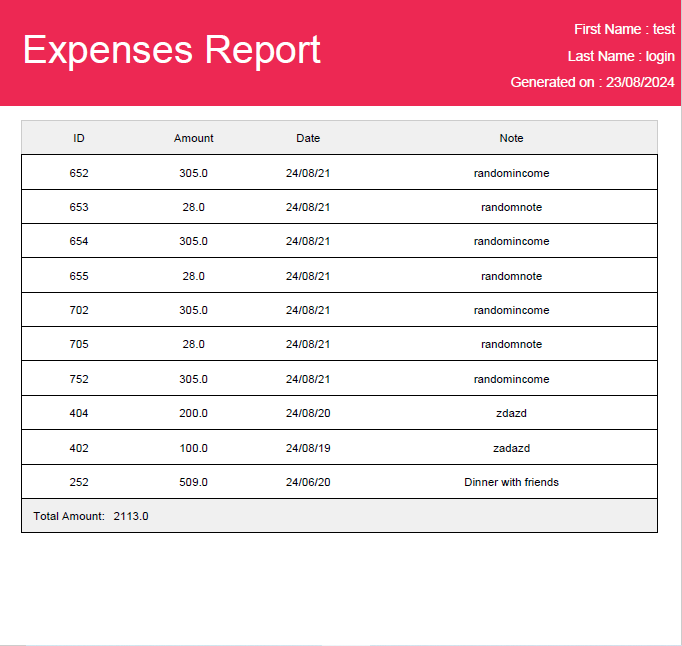 Expenses Report
First Name : test
Last Name : login
Generated on : 23/08/2024
ID Amount Date Note
652 305.0 24/08/21 randomincome
653 28.0 24/08/21 randomnote
654 305.0 24/08/21 randomincome
655 28.0 24/08/21 randomnote
702 305.0 24/08/21 randomincome
705 28.0 24/08/21 randomnote
752 305.0 24/08/21 randomincome
404 200.0 24/08/20 zdazd
402 100.0 24/08/19 zadazd
252 509.0 24/06/20 Dinner with friends
Total Amount: 2113.0